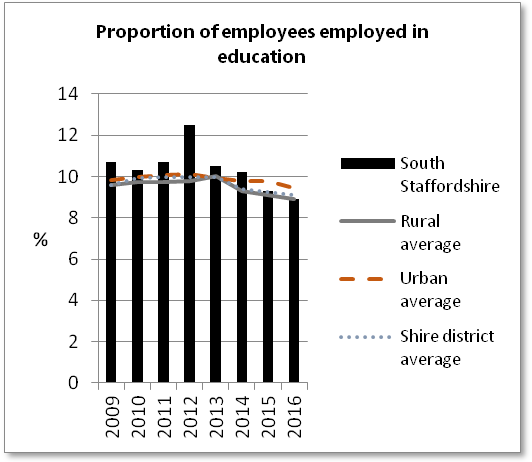 Proportion of employees employed in
education
14
12
10
8
6
4
2
0
%
2009
2010
2011
2012
2013
2014
2015
2016
South
Staffordshire
Rural
average
Urban
average
Shire district
average